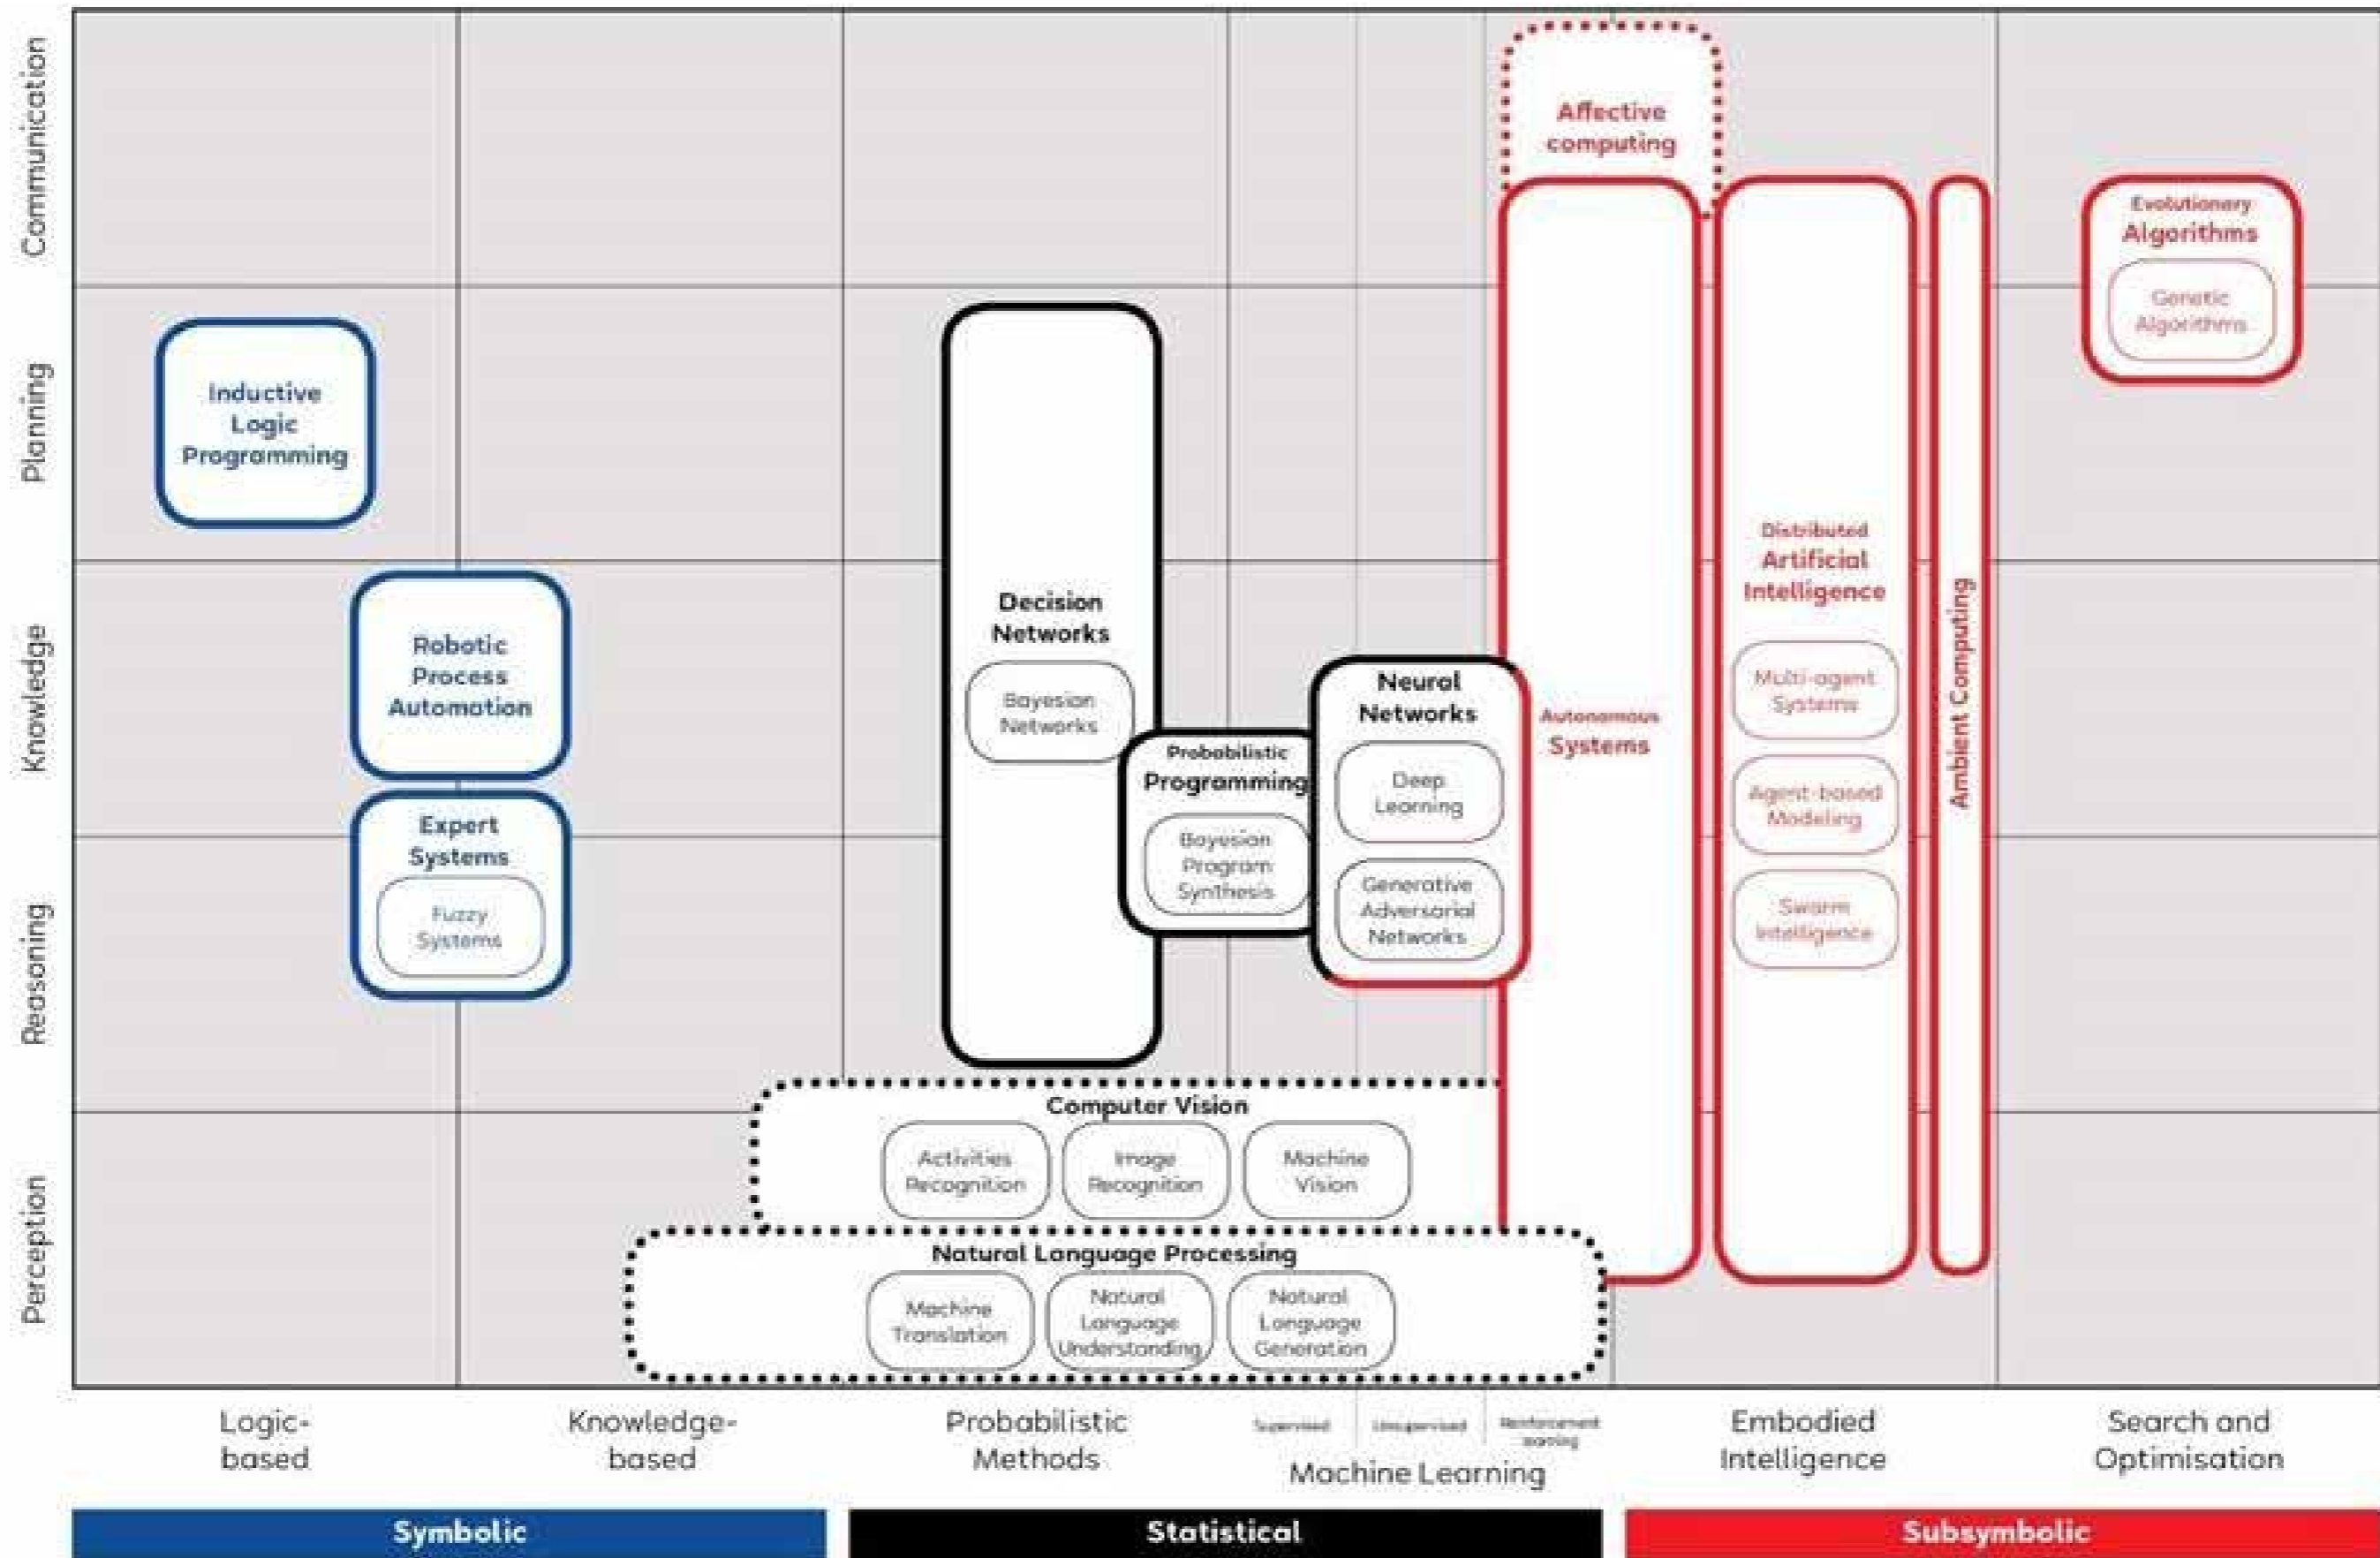 Communication
Planning
Knowledge
Reasoning
Perception
Affective
computing
Evolutionary
Algorithms
Genetic
Algorithms
Inductive
Logic
Programming
Distributed
Artificial
Intelligence
Multi-agent
Systems
Agent-based
Modeling
Swarm
Intelligence
Ambient Computing
Autonomous
Systems
Robotic
Process
Automation
Expert
Systems
Fuzzy
Systems
Decision
Networks
Bayesian
Networks
Probabilistic
Programming
Bayesian
Program
Synthesis
Neural
Networks
Deep
Learning
Generative
Adversarial
Networks
Computer Vision
Activities
Recognition
Image
Recognition
Machine
Vision
Natural Language Processing
Machine
Translation
Natural
Language
Understanding
Natural
Language
Generation
Logic-
based
Knowledge-
based
Probabilistic
Methods
Supervised
Unsupervised
Reinforcement
learning
Machine Learning
Embodied
Intelligence
Search and
Optimisation
Symbolic
Statistical
Subsymbolic